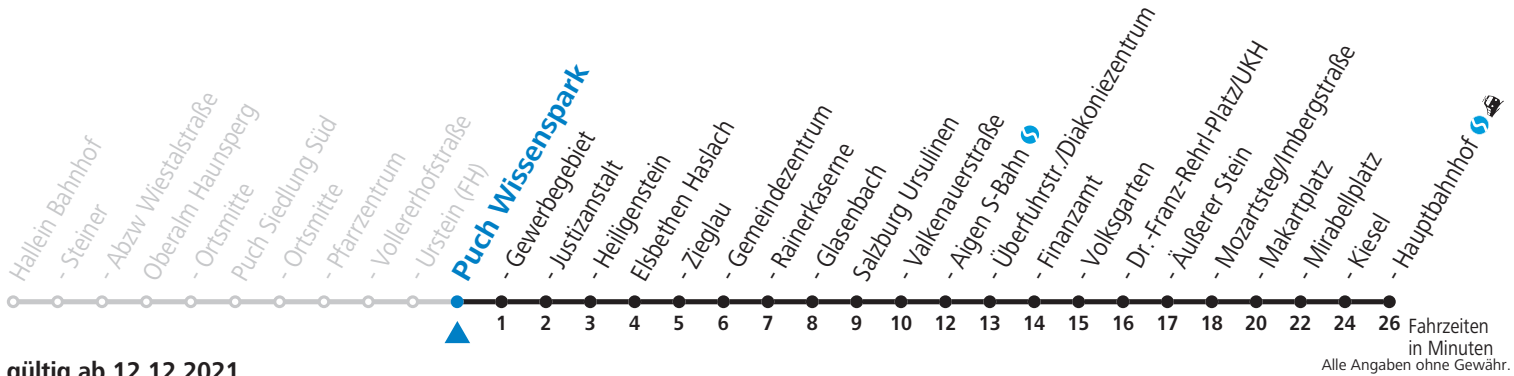 Hallein Bahnhof
- Steiner
- Abzw Wiestalstraße
Oberalm Haunsperg
- Ortsmitte
Puch Siedlung Süd
- Ortsmitte
- Pfarrzentrum
- Vollererhofstraße
- Urstein (FH)
Puch Wissenspark
- Gewerbegebiet
- Justizanstalt
- Heiligenstein
Elsbethen Haslach
- Zieglau
- Gemeindezentrum
- Rainerkaserne
- Glasenbach
Salzburg Ursulinen
- Valkenauerstraße
- Aigen S-Bahn
- Überfuhrstr./Diakoniezentrum
- Finanzamt
- Volksgarten
- Dr.-Franz-Rehrl-Platz/UKH
- Äußerer Stein
- Mozartsteg/Imbergstraße
- Makartplatz
- Mirabellplatz
- Kiesel
- Hauptbahnhof
1 2 3 4 5 6 7 8 9 10 12 13 14 15 16 17 18 20 22 24 26
Fahrzeiten
in Minuten
Alle Angaben ohne Gewähr.
gültig ab 12.12.2021